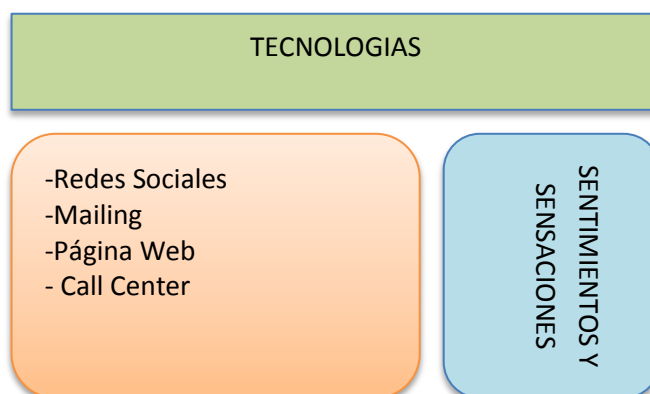 TECNOLOGIAS
-Redes Sociales
-Mailing
-Página Web
- Call Center
SENTIMIENTOS Y
SENSACIONES